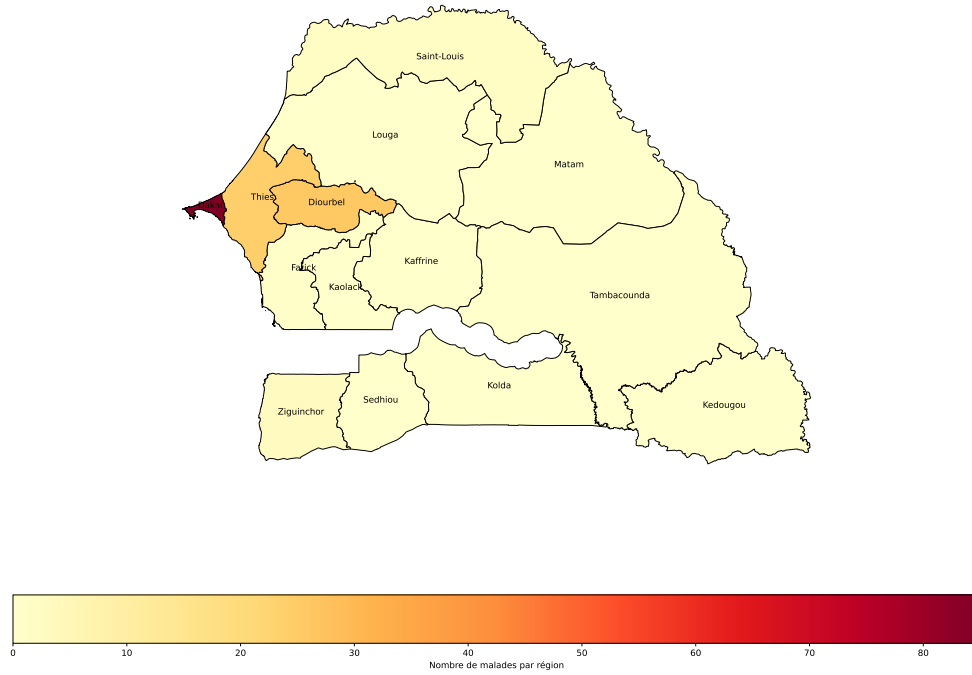 Saint-Louis
Louga
Matam
Thies
Diourbel
Dakar
Kaffrine
Fatick
Kaolack
Tambacounda
Kolda
Sedhiou
Kedougou
Ziguinchor
0 10 20 30 40 50 60 70 80
Nombre de malades par région